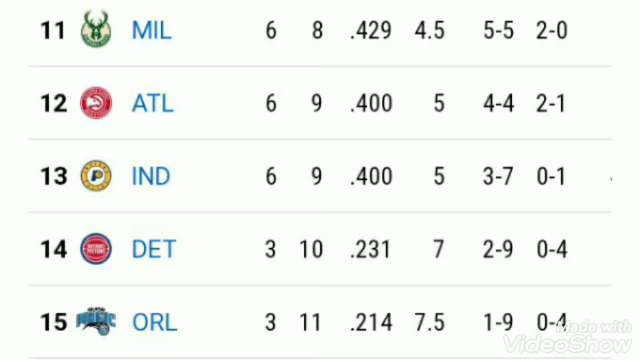 11 MIL 6 8 .429 4.5 5-5 2-0
12 ATL 6 9 .400 5 4-4 2-1
13 IND 6 9 .400 5 3-7 0-1
14 DET 3 10 .231 7 2-9 0-4
15 ORL 3 11 .214 7.5 1-9 0-4
Made with
VideoShow